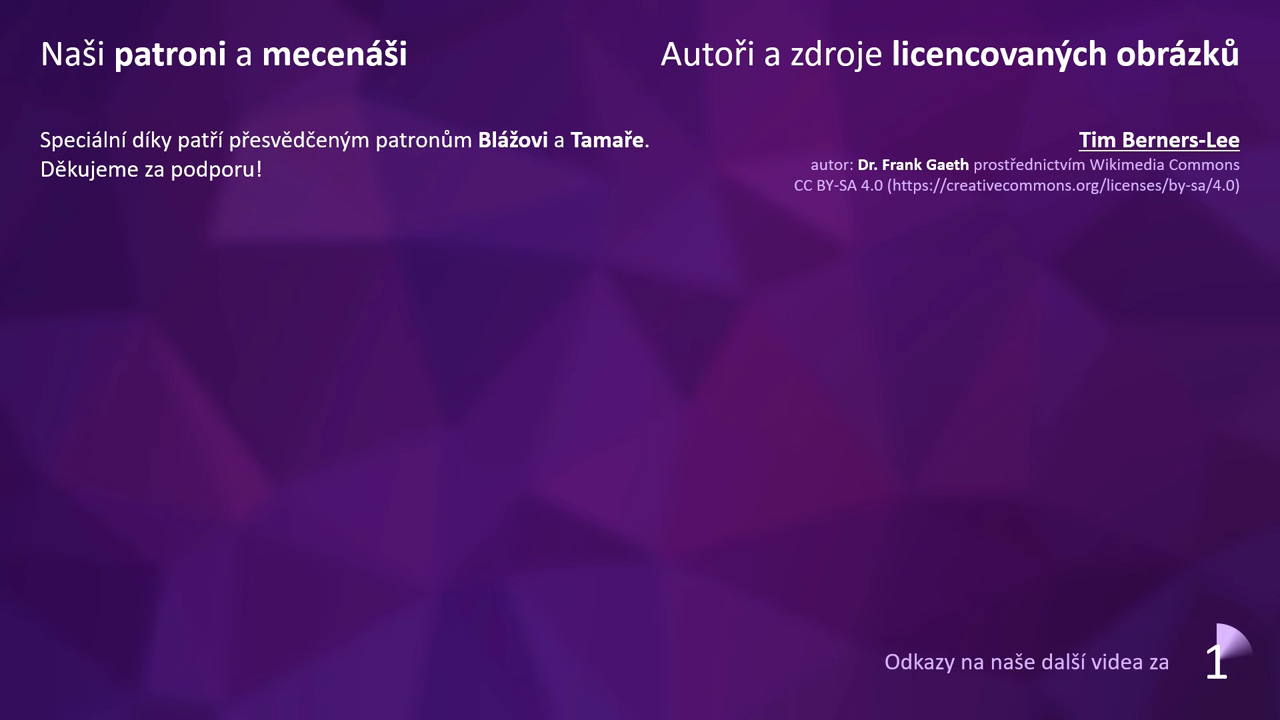 Naši patroni a mecenáši
Speciální díky patří přesvědčeným patronům Blážovi a Tamaře.
Děkujeme za podporu!
Autoři a zdroje licencovaných obrázků
Tim Berners-Lee
autor: Dr. Frank Gaeth prostřednictvím Wikimedia Commons
CC BY-SA 4.0 (https://creativecommons.org/licenses/by-sa/4.0)
Odkazy na naše další videa za 1